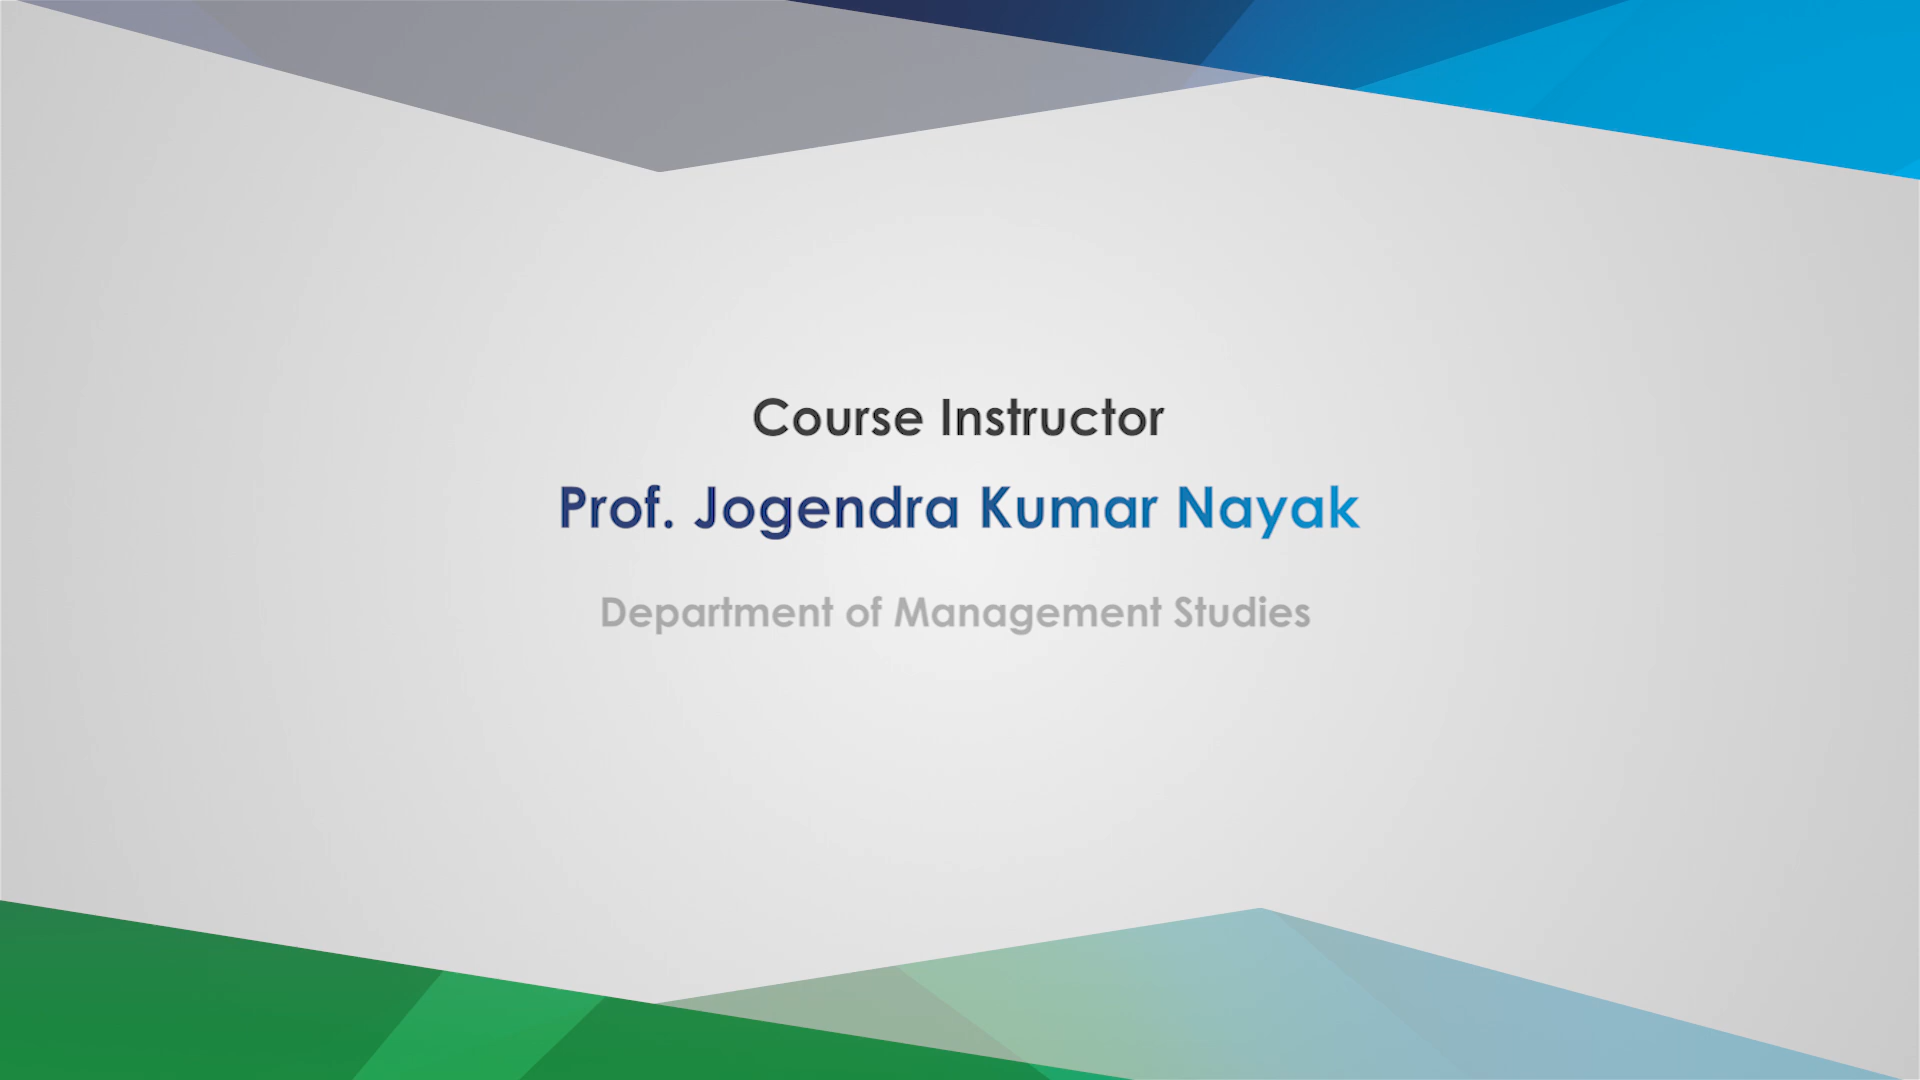 Course Instructor
Prof. Jogendra Kumar Nayak
Department of Management Studies